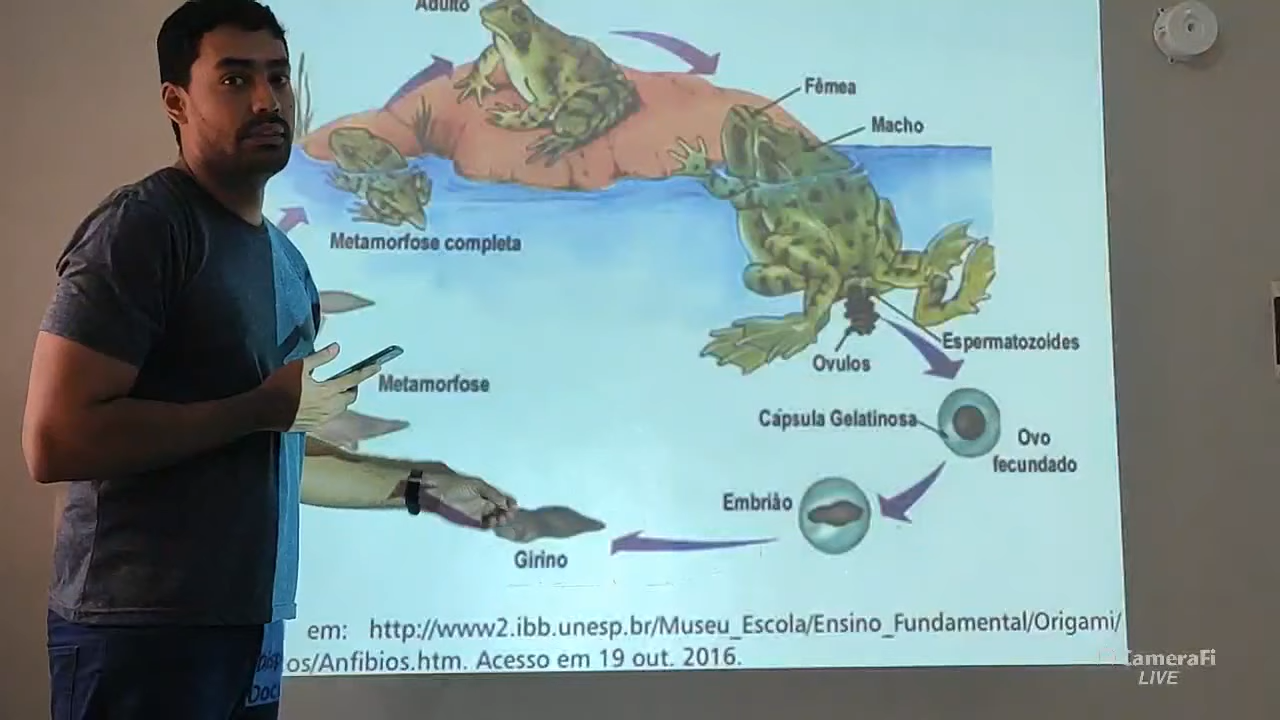 Adulto
Fêmea
Macho
Metamorfose completa
Espermatozoides
Ovulos
Metamorfose
Cápsula Gelatinosa
Ovo
fecundado
Embrião
Girino
em: http://www2.ibb.unesp.br/Museu_Escola/Ensino_Fundamental/Origami/
os/Anfibios.htm. Acesso em 19 out. 2016.
CameraFi
LIVE